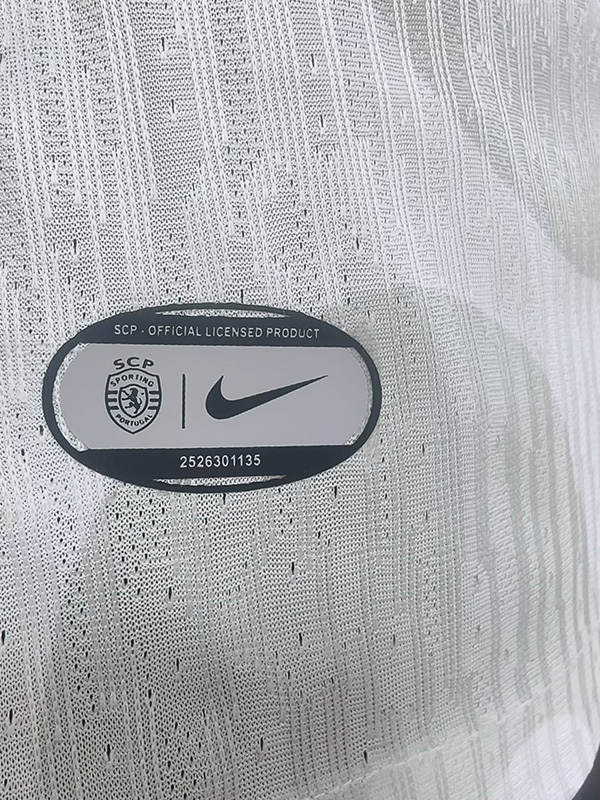 SCP - OFFICIAL LICENSED PRODUCT
SCP
SPORTING
PORTUGAL
2526301135